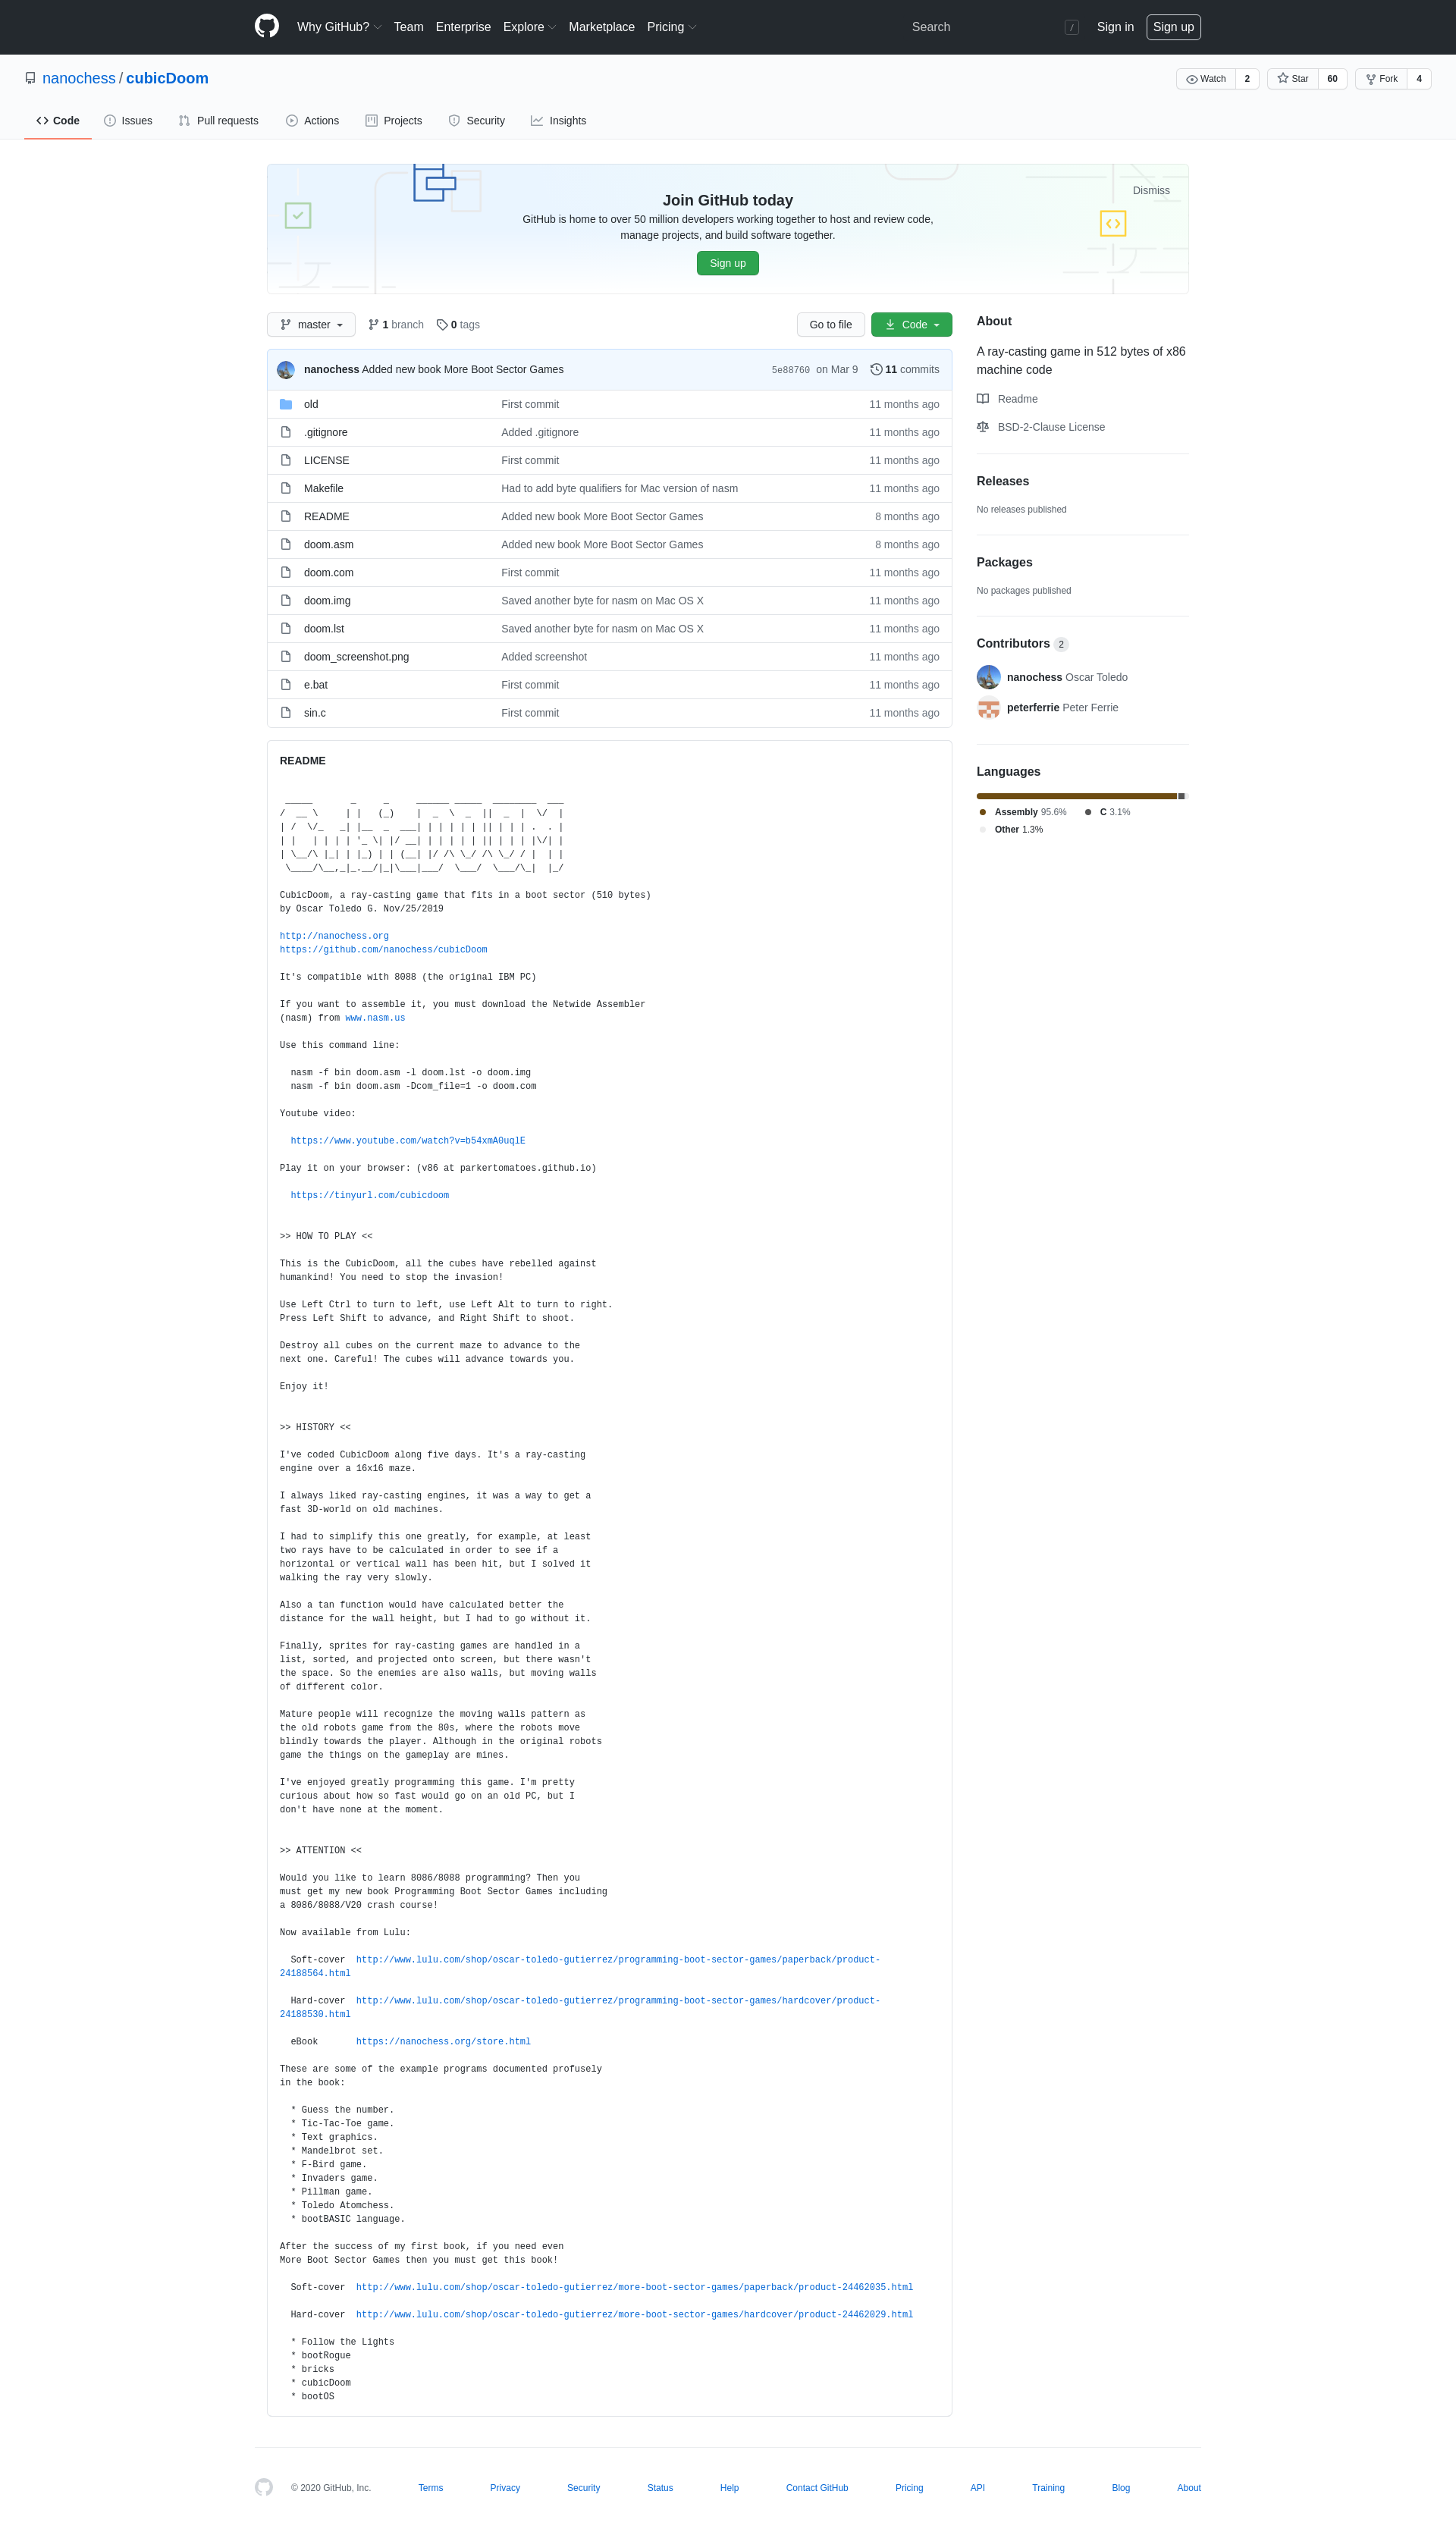 Why GitHub? Team Enterprise Explore Marketplace Pricing Search / Sign in Sign up
nanochess / cubicDoom Watch 2 Star 60 Fork 4
Code Issues Pull requests Actions Projects Security Insights
Dismiss
Join GitHub today
GitHub is home to over 50 million developers working together to host and review code,
manage projects, and build software together.
Sign up
master 1 branch 0 tags Go to file Code
nanochess Added new book More Boot Sector Games 5e88760 on Mar 9 11 commits
old First commit 11 months ago
.gitignore Added .gitignore 11 months ago
LICENSE First commit 11 months ago
Makefile Had to add byte qualifiers for Mac version of nasm 11 months ago
README Added new book More Boot Sector Games 8 months ago
doom.asm Added new book More Boot Sector Games 8 months ago
doom.com First commit 11 months ago
doom.img Saved another byte for nasm on Mac OS X 11 months ago
doom.lst Saved another byte for nasm on Mac OS X 11 months ago
doom_screenshot.png Added screenshot 11 months ago
e.bat First commit 11 months ago
sin.c First commit 11 months ago
README
 _____       _     _     ______ _____  ________  ___
/  __ \     | |   (_)    |  _  \  _  ||  _  |  \/  |
| /  \/_   _| |__  _  ___| | | | | | || | | | .  . |
| |   | | | | '_ \| |/ __| | | | | | || | | | |\/| |
| \__/\ |_| | |_) | | (__| |/ /\ \_/ /\ \_/ / |  | |
 \____/\__,_|_.__/|_|\___|___/  \___/  \___/\_|  |_/
CubicDoom, a ray-casting game that fits in a boot sector (510 bytes)
by Oscar Toledo G. Nov/25/2019
http://nanochess.org
https://github.com/nanochess/cubicDoom
It's compatible with 8088 (the original IBM PC)
If you want to assemble it, you must download the Netwide Assembler
(nasm) from www.nasm.us
Use this command line:
nasm -f bin doom.asm -l doom.lst -o doom.img
nasm -f bin doom.asm -Dcom_file=1 -o doom.com
Youtube video:
https://www.youtube.com/watch?v=b54xmA0uqlE
Play it on your browser: (v86 at parkertomatoes.github.io)
https://tinyurl.com/cubicdoom
>> HOW TO PLAY <<
This is the CubicDoom, all the cubes have rebelled against
humankind! You need to stop the invasion!
Use Left Ctrl to turn to left, use Left Alt to turn to right.
Press Left Shift to advance, and Right Shift to shoot.
Destroy all cubes on the current maze to advance to the
next one. Careful! The cubes will advance towards you.
Enjoy it!
>> HISTORY <<
I've coded CubicDoom along five days. It's a ray-casting
engine over a 16x16 maze.
I always liked ray-casting engines, it was a way to get a
fast 3D-world on old machines.
I had to simplify this one greatly, for example, at least
two rays have to be calculated in order to see if a
horizontal or vertical wall has been hit, but I solved it
walking the ray very slowly.
Also a tan function would have calculated better the
distance for the wall height, but I had to go without it.
Finally, sprites for ray-casting games are handled in a
list, sorted, and projected onto screen, but there wasn't
the space. So the enemies are also walls, but moving walls
of different color.
Mature people will recognize the moving walls pattern as
the old robots game from the 80s, where the robots move
blindly towards the player. Although in the original robots
game the things on the gameplay are mines.
I've enjoyed greatly programming this game. I'm pretty
curious about how so fast would go on an old PC, but I
don't have none at the moment.
>> ATTENTION <<
Would you like to learn 8086/8088 programming? Then you
must get my new book Programming Boot Sector Games including
a 8086/8088/V20 crash course!
Now available from Lulu:
Soft-cover http://www.lulu.com/shop/oscar-toledo-gutierrez/programming-boot-sector-games/paperback/product-
24188564.html
Hard-cover http://www.lulu.com/shop/oscar-toledo-gutierrez/programming-boot-sector-games/hardcover/product-
24188530.html
eBook https://nanochess.org/store.html
These are some of the example programs documented profusely
in the book:
* Guess the number.
* Tic-Tac-Toe game.
* Text graphics.
* Mandelbrot set.
* F-Bird game.
* Invaders game.
* Pillman game.
* Toledo Atomchess.
* bootBASIC language.
After the success of my first book, if you need even
More Boot Sector Games then you must get this book!
Soft-cover http://www.lulu.com/shop/oscar-toledo-gutierrez/more-boot-sector-games/paperback/product-24462035.html
Hard-cover http://www.lulu.com/shop/oscar-toledo-gutierrez/more-boot-sector-games/hardcover/product-24462029.html
* Follow the Lights
* bootRogue
* bricks
* cubicDoom
* bootOS
About
A ray-casting game in 512 bytes of x86
machine code
Readme
BSD-2-Clause License
Releases
No releases published
Packages
No packages published
Contributors 2
nanochess Oscar Toledo
peterferrie Peter Ferrie
Languages
Assembly 95.6% C 3.1%
Other 1.3%
© 2020 GitHub, Inc. Terms Privacy Security Status Help Contact GitHub Pricing API Training Blog About